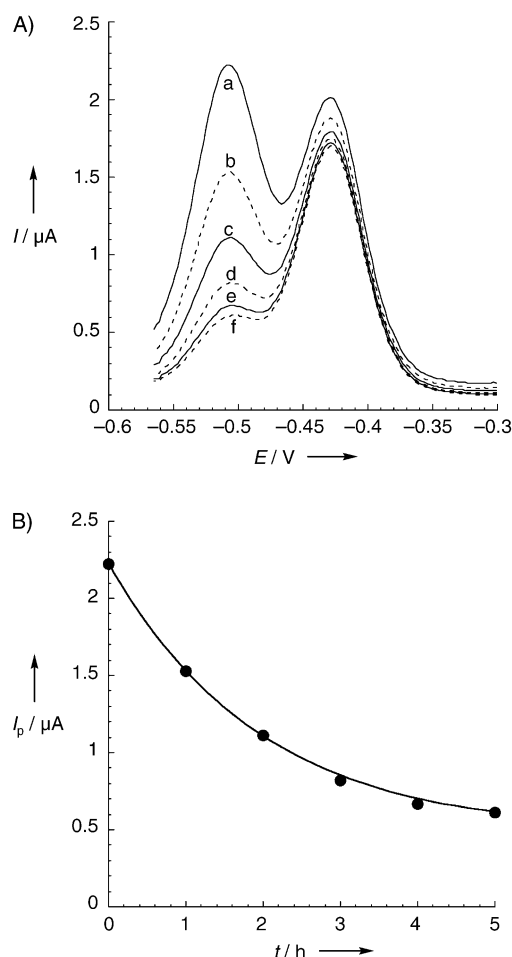 A)
2.5
2
1.5
1
0.5
0
I / µA
a
b
c
d
e
f
–0.6 –0.55 –0.5 –0.45 –0.4 –0.35 –0.3
E / V
B)
2.5
2
1.5
1
0.5
0
Ip / µA
0 1 2 3 4 5
t / h